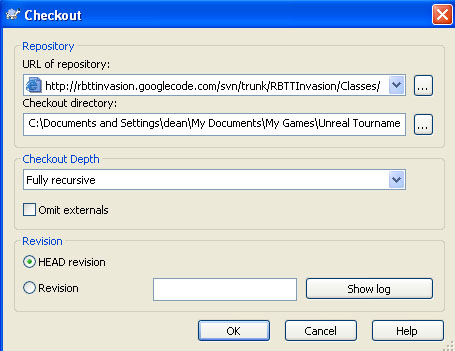 Checkout
Repository
URL of repository:
http://rbttinvasion.googlecode.com/svn/trunk/RBTTInvasion/Classes/
...
Checkout directory:
C:\Documents and Settings\dean\My Documents\My Games\Unreal Tourname
...
Checkout Depth
Fully recursive
Omit externals
Revision
HEAD revision
Revision
Show log
OK Cancel Help